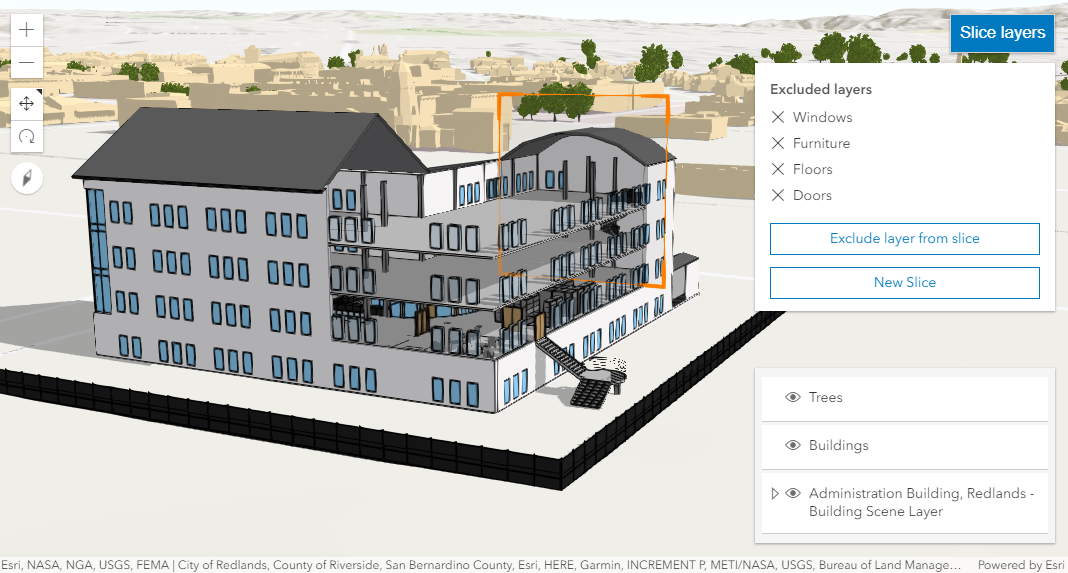 Slice layers
Excluded layers
Windows
Furniture
Floors
Doors
Exclude layer from slice
New Slice
Trees
Buildings
Administration Building, Redlands -
Building Scene Layer
Esri, NASA, NGA, USGS, FEMA | City of Redlands, County of Riverside, San Bernardino County, Esri, HERE, Garmin, INCREMENT P, METI/NASA, USGS, Bureau of Land Manage…
Powered by Esri